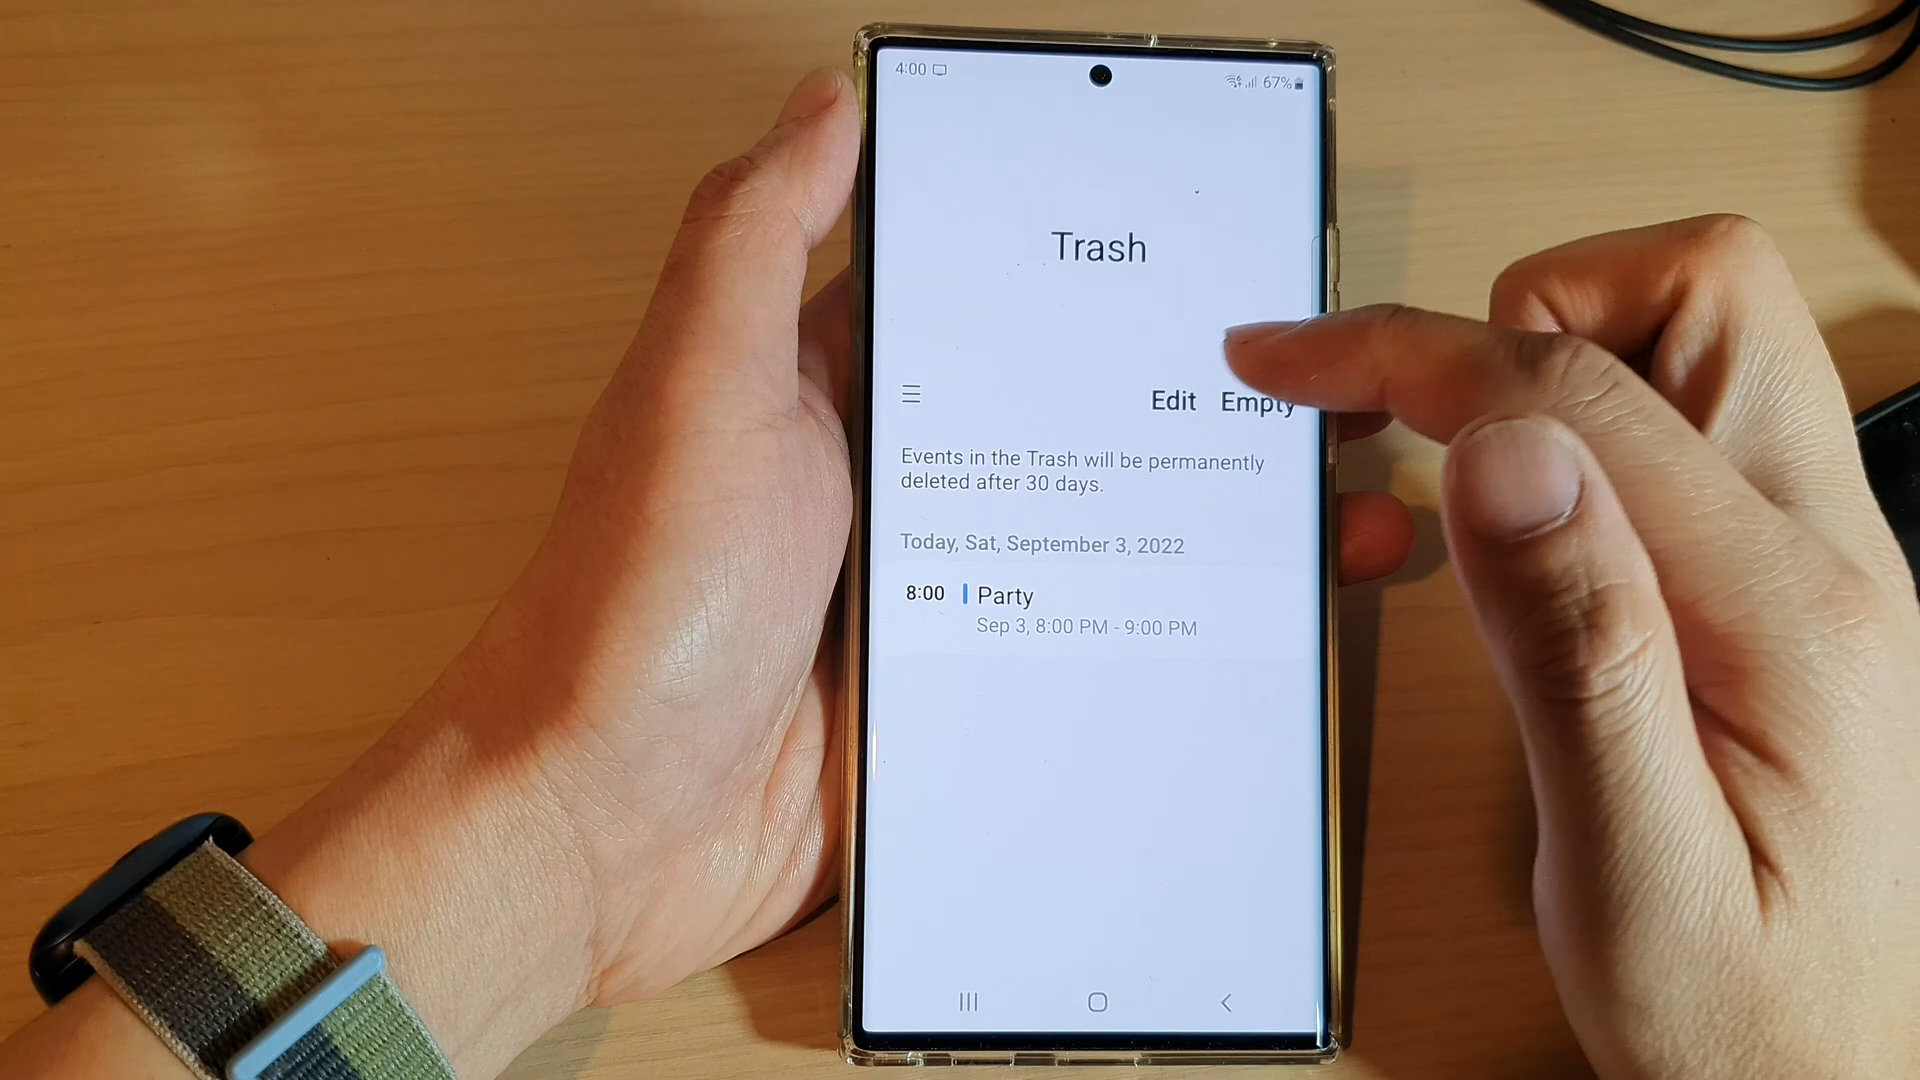 4:00
67%
Trash
Edit Empty
Events in the Trash will be permanently
deleted after 30 days.
Today, Sat, September 3, 2022
8:00 Party
Sep 3, 8:00 PM - 9:00 PM